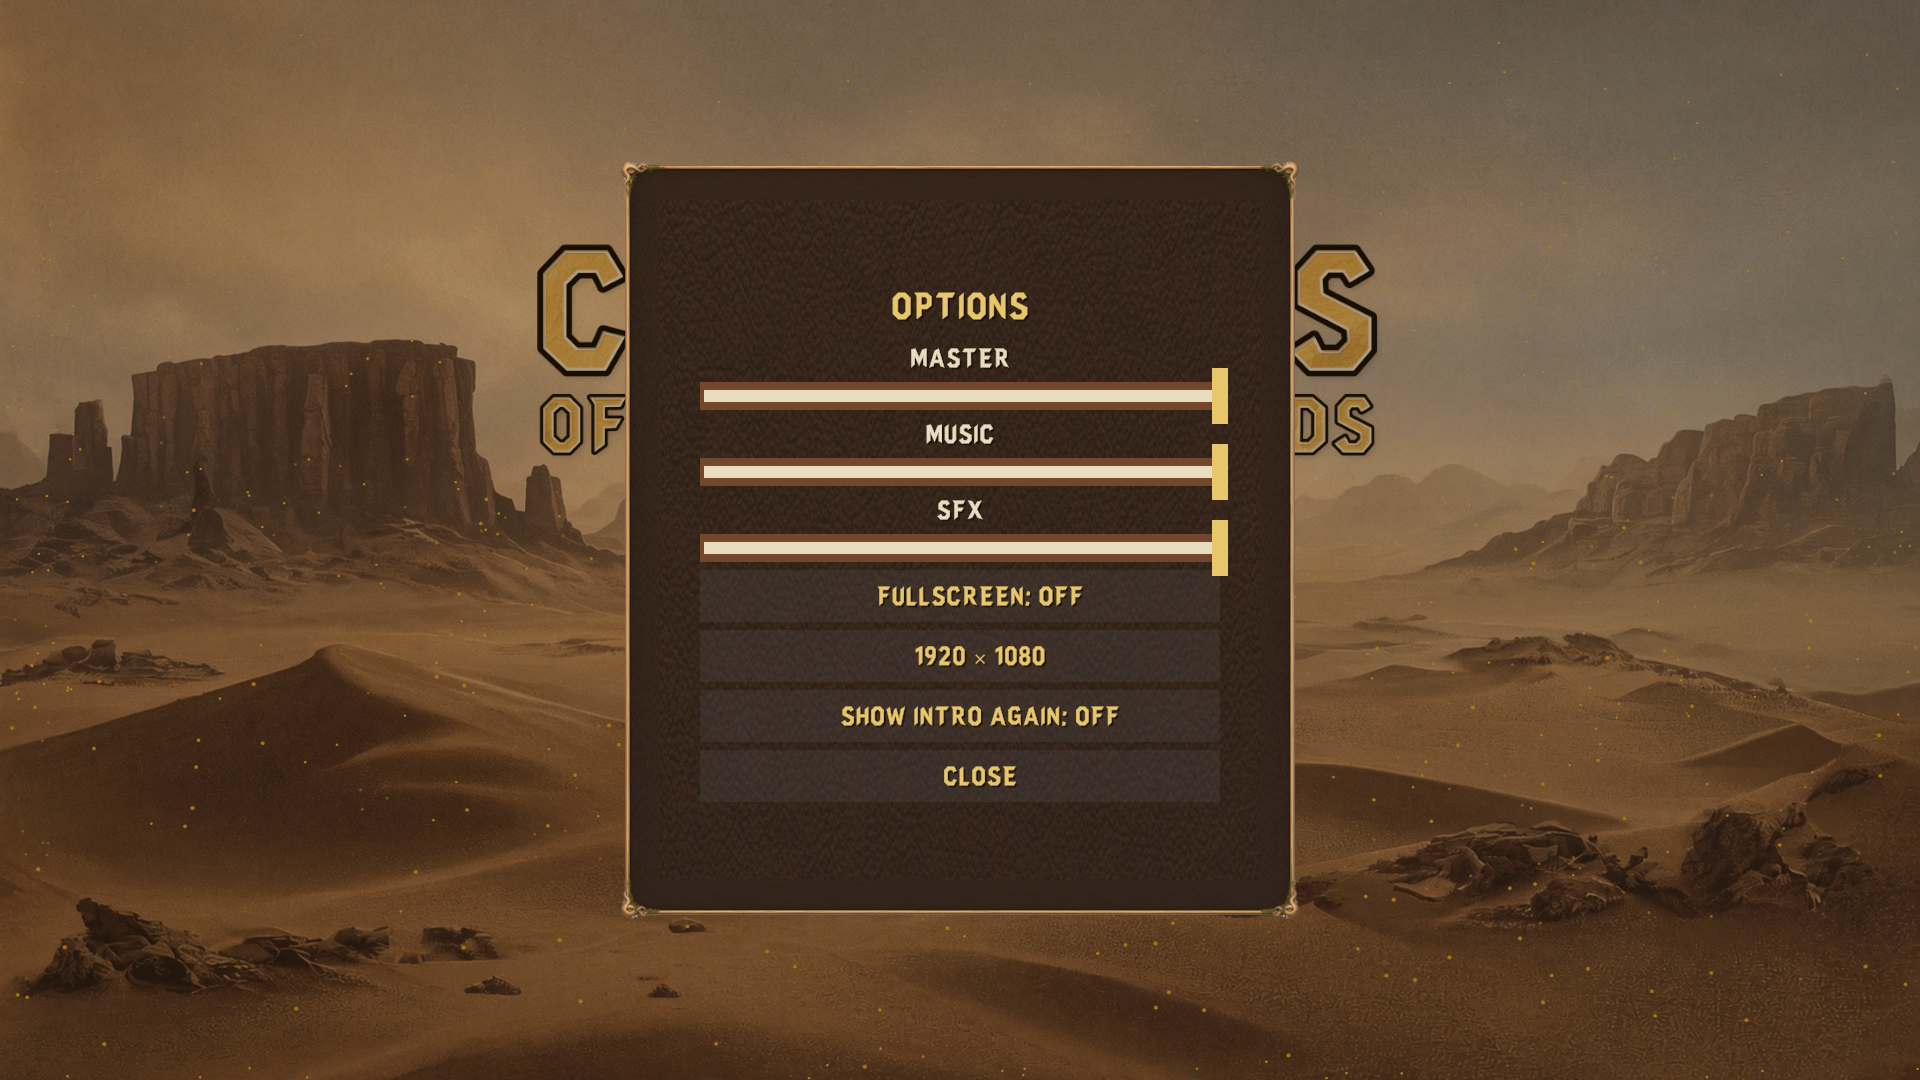 OPTIONS
MASTER
MUSIC
SFX
FULLSCREEN: OFF
1920 × 1080
SHOW INTRO AGAIN: OFF
CLOSE